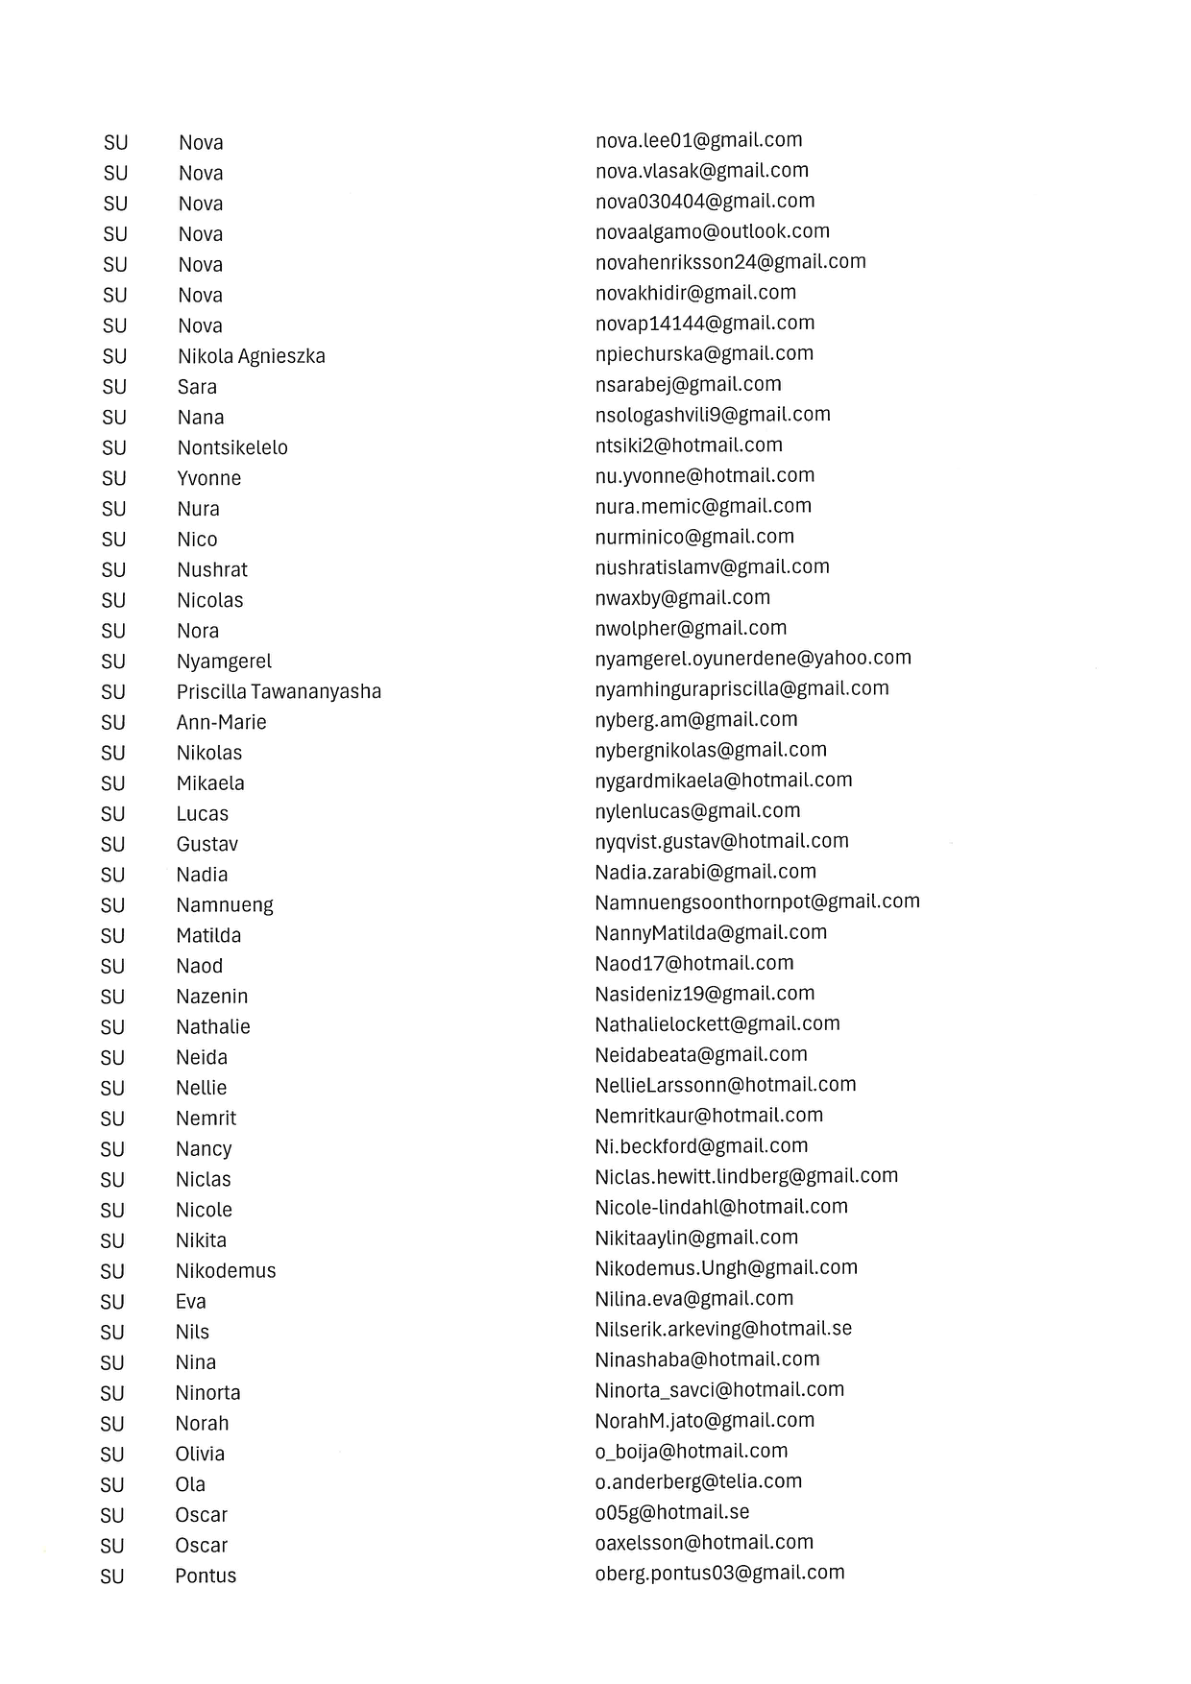 SU Nova nova.lee01@gmail.com
SU Nova nova.vlasak@gmail.com
SU Nova nova030404@gmail.com
SU Nova novaalgamo@outlook.com
SU Nova novahenriksson24@gmail.com
SU Nova novakhidir@gmail.com
SU Nova novap14144@gmail.com
SU Nikola Agnieszka npiechurska@gmail.com
SU Sara nsarabej@gmail.com
SU Nana nsologashvili9@gmail.com
SU Nontsikelelo ntsiki2@hotmail.com
SU Yvonne nu.yvonne@hotmail.com
SU Nura nura.memic@gmail.com
SU Nico nurminico@gmail.com
SU Nushrat nushratislamv@gmail.com
SU Nicolas nwaxby@gmail.com
SU Nora nwolpher@gmail.com
SU Nyamgerel nyamgerel.oyunerdene@yahoo.com
SU Priscilla Tawananyasha nyamhingurapriscilla@gmail.com
SU Ann-Marie nyberg.am@gmail.com
SU Nikolas nybergnikolas@gmail.com
SU Mikaela nygardmikaela@hotmail.com
SU Lucas nylenlucas@gmail.com
SU Gustav nyqvist.gustav@hotmail.com
SU Nadia Nadia.zarabi@gmail.com
SU Namnueng Namnuengsoonthornpot@gmail.com
SU Matilda NannyMatilda@gmail.com
SU Naod Naod17@hotmail.com
SU Nazenin Nasideniz19@gmail.com
SU Nathalie Nathalielockett@gmail.com
SU Neida Neidabeata@gmail.com
SU Nellie NellieLarssonn@hotmail.com
SU Nemrit Nemritkaur@hotmail.com
SU Nancy Ni.beckford@gmail.com
SU Niclas Niclas.hewitt.lindberg@gmail.com
SU Nicole Nicole-lindahl@hotmail.com
SU Nikita Nikitaaylin@gmail.com
SU Nikodemus Nikodemus.Ungh@gmail.com
SU Eva Nilina.eva@gmail.com
SU Nils Nilserik.arkeving@hotmail.se
SU Nina Ninashaba@hotmail.com
SU Ninorta Ninorta_savci@hotmail.com
SU Norah NorahM.jato@gmail.com
SU Olivia o_boija@hotmail.com
SU Ola o.anderberg@telia.com
SU Oscar o05g@hotmail.se
SU Oscar oaxelsson@hotmail.com
SU Pontus oberg.pontus03@gmail.com